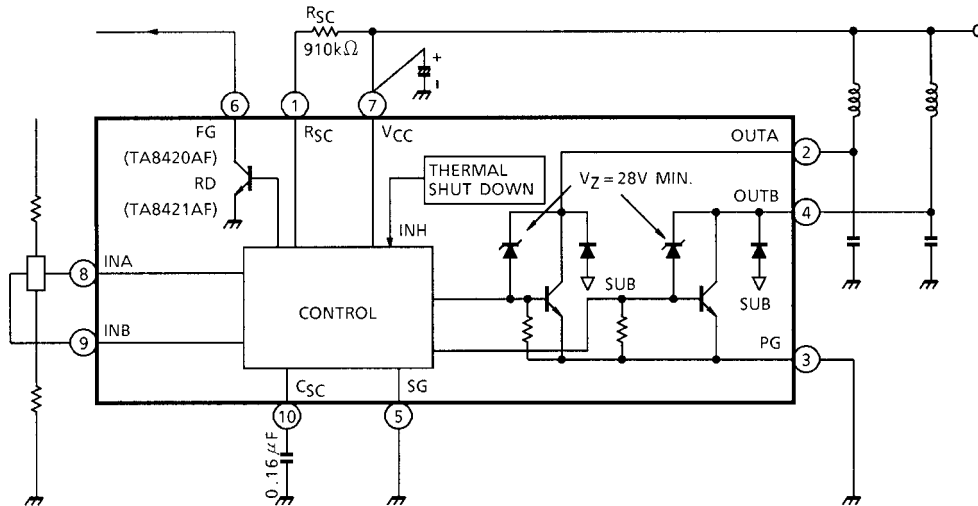 RSC
910kΩ
+
-
6
1
7
FG
RSC
VCC
OUTA
2
(TA8420AF)
THERMAL
SHUT DOWN
VZ = 28V MIN.
RD
OUTB
4
(TA8421AF)
INH
8
INA
SUB
SUB
CONTROL
9
INB
PG
3
CSC
SG
10
5
0.16μF